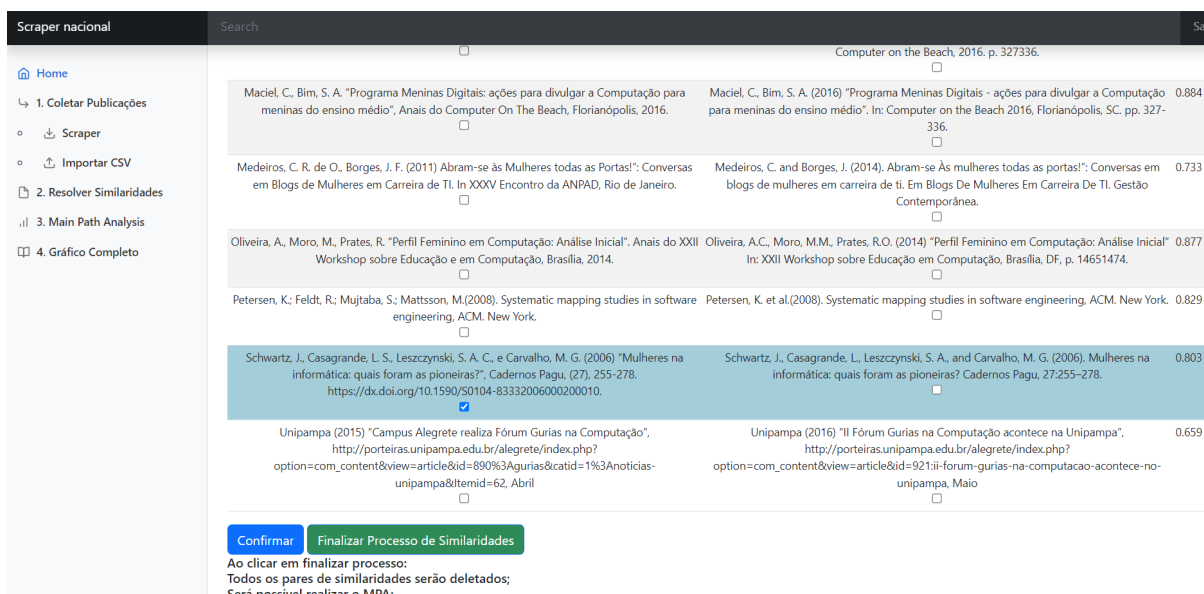 Scraper nacional
Search
Sa
Home
1. Coletar Publicações
Scraper
Importar CSV
2. Resolver Similaridades
3. Main Path Analysis
4. Gráfico Completo
Computer on the Beach, 2016. p. 327336.
Maciel, C., Bim, S. A. “Programa Meninas Digitais: ações para divulgar a Computação para
meninas do ensino médio”, Anais do Computer On The Beach, Florianópolis, 2016.
Maciel, C., Bim, S. A. (2016) “Programa Meninas Digitais - ações para divulgar a Computação
para meninas do ensino médio”. In: Computer on the Beach 2016, Florianópolis, SC. pp. 327-
336.
0.884
Medeiros, C. R. de O., Borges, J. F. (2011) Abram-se às Mulheres todas as Portas!”: Conversas
em Blogs de Mulheres em Carreira de TI. In XXXV Encontro da ANPAD, Rio de Janeiro.
Medeiros, C. and Borges, J. (2014). Abram-se Às mulheres todas as portas!”: Conversas em
blogs de mulheres em carreira de ti. Em Blogs De Mulheres Em Carreira De TI. Gestão
Contemporânea.
0.733
Oliveira, A., Moro, M., Prates, R. “Perfil Feminino em Computação: Análise Inicial”. Anais do XXII
Workshop sobre Educação e em Computação, Brasília, 2014.
Oliveira, A.C., Moro, M.M., Prates, R.O. (2014) “Perfil Feminino em Computação: Análise Inicial”
In: XXII Workshop sobre Educação em Computação, Brasília, DF, p. 14651474.
0.877
Petersen, K.; Feldt, R.; Mujtaba, S.; Mattsson, M.(2008). Systematic mapping studies in software
engineering, ACM. New York.
Petersen, K. et al.(2008). Systematic mapping studies in software engineering, ACM. New York.
0.829
Schwartz, J., Casagrande, L. S., Leszczynski, S. A. C., e Carvalho, M. G. (2006) “Mulheres na
informática: quais foram as pioneiras?”, Cadernos Pagu, (27), 255-278.
https://dx.doi.org/10.1590/S0104-83332006000200010.
Schwartz, J., Casagrande, L., Leszczynski, S. A., and Carvalho, M. G. (2006). Mulheres na
informática: quais foram as pioneiras? Cadernos Pagu, 27:255–278.
0.803
Unipampa (2015) “Campus Alegrete realiza Fórum Gurias na Computação”,
http://porteiras.unipampa.edu.br/alegrete/index.php?
option=com_content&view=article&id=890%3Agurias&catid=1%3Anoticias-
unipampa&Itemid=62, Abril
Unipampa (2016) “II Fórum Gurias na Computação acontece na Unipampa”,
http://porteiras.unipampa.edu.br/alegrete/index.php?
option=com_content&view=article&id=921:ii-forum-gurias-na-computacao-acontece-no-
unipampa, Maio
0.659
Confirmar
Finalizar Processo de Similaridades
Ao clicar em finalizar processo:
Todos os pares de similaridades serão deletados;
Será possível realizar o MPA;